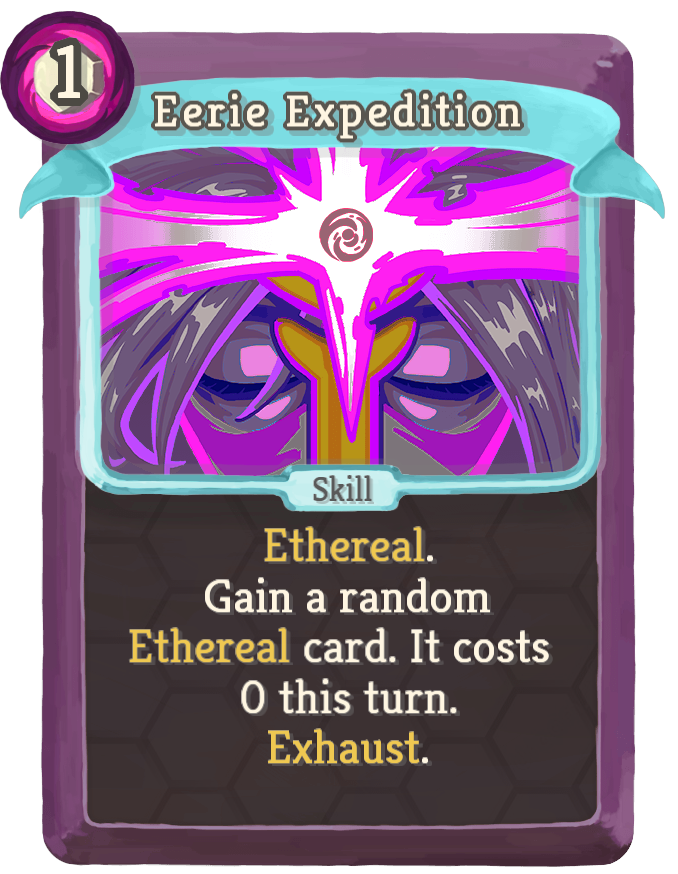 1
Eerie Expedition
Skill
Ethereal.
Gain a random
Ethereal card. It costs
0 this turn.
Exhaust.